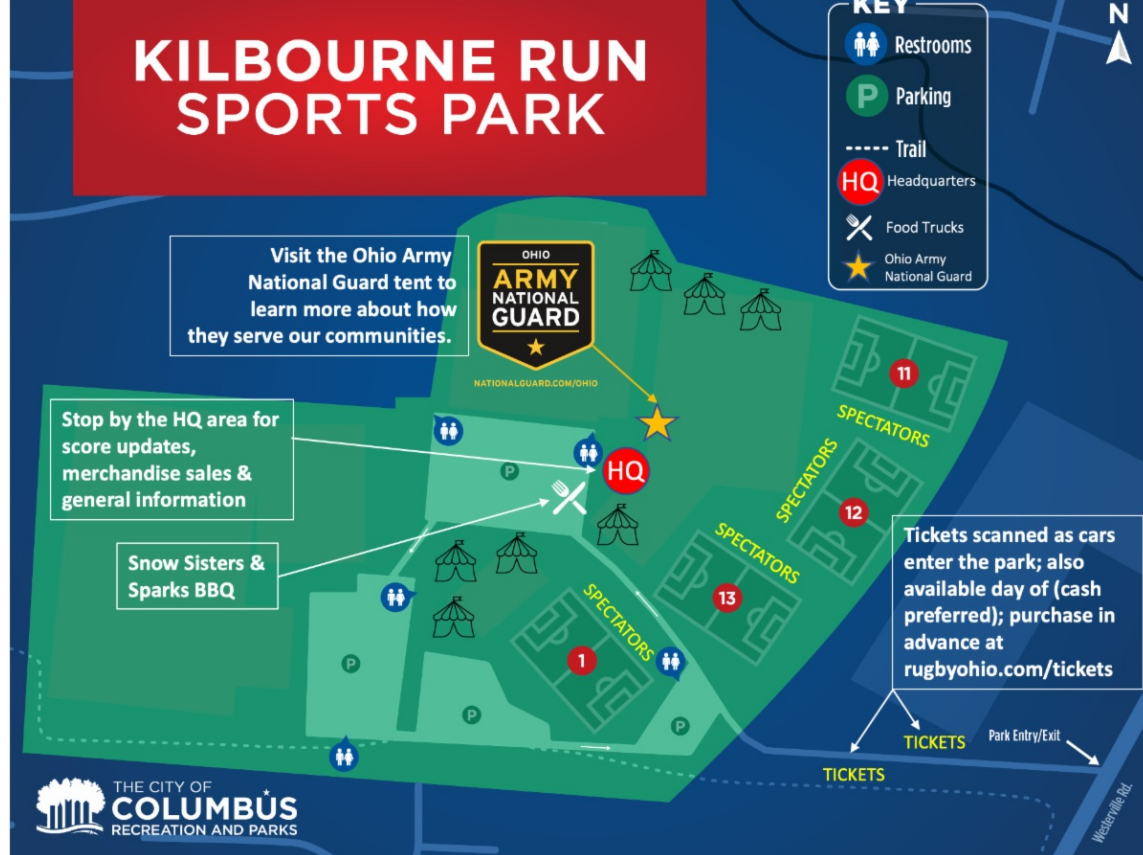 KILBOURNE RUN
SPORTS PARK
KEY
Restrooms
P
Parking
Trail
HQ
Headquarters
Food Trucks
Ohio Army
National Guard
N
Visit the Ohio Army
National Guard tent to
learn more about how
they serve our communities.
OHIO
ARMY
NATIONAL
GUARD
NATIONALGUARD.COM/OHIO
Stop by the HQ area for
score updates,
merchandise sales &
general information
Snow Sisters &
Sparks BBQ
P
HQ
11
SPECTATORS
SPECTATORS
12
SPECTATORS
13
SPECTATORS
1
P
P
P
Tickets scanned as cars
enter the park; also
available day of (cash
preferred); purchase in
advance at
rugbyohio.com/tickets
TICKETS
TICKETS
Park Entry/Exit
Westerville Rd.
THE CITY OF
COLUMBUS
RECREATION AND PARKS